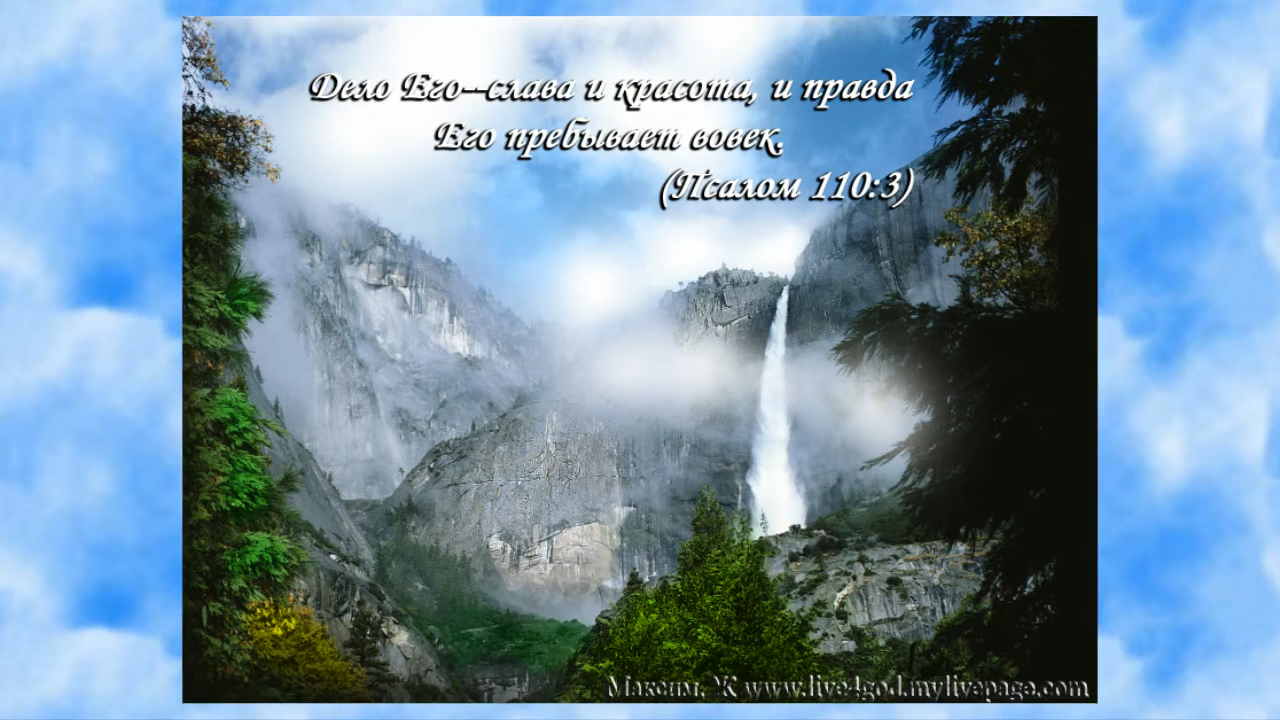 Дело Его--слава и красота, и правда
Его пребывает вовек.
(Псалом 110:3)
Максим. Ж www.live4god.mylivepage.com